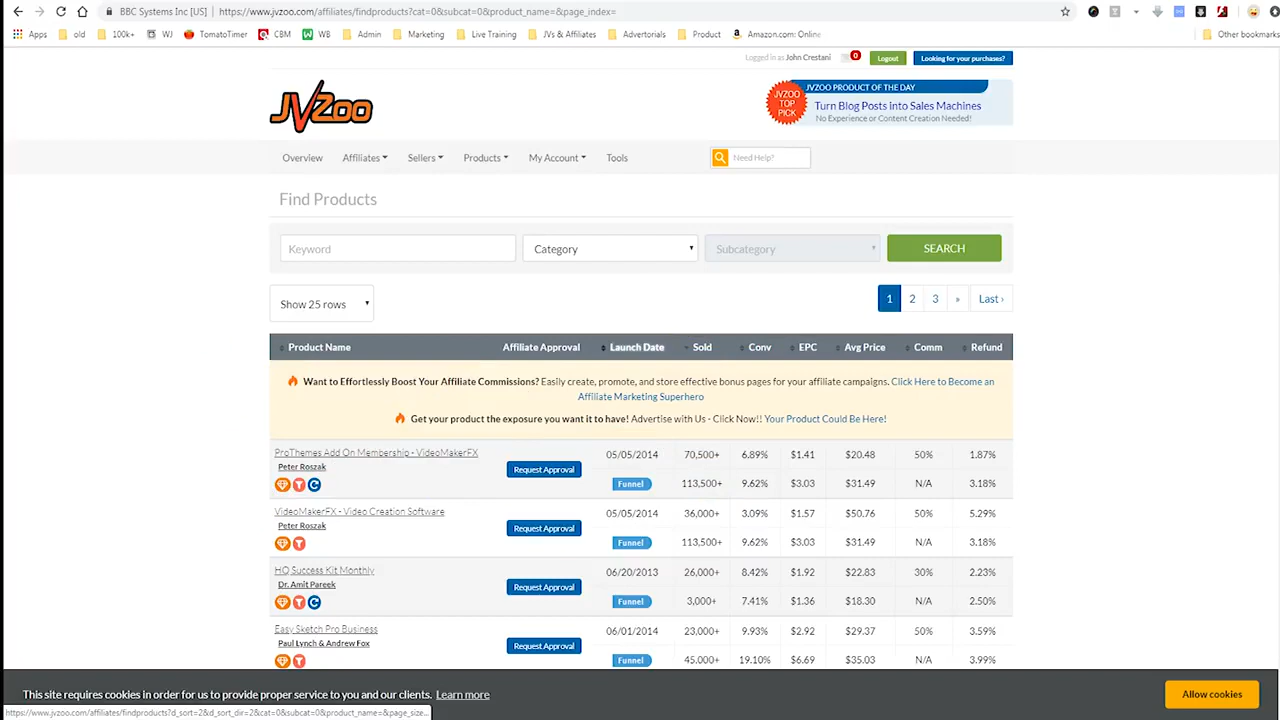 BBC Systems Inc [US] | https://www.jvzoo.com/affiliates/findproducts?cat=0&subcat=0&product_name=&page_index=
Apps old 100k+ WJ TomatoTimer CBM WB Admin Marketing Live Training JVs & Affiliates Advertorials Product Amazon.com: Online Other bookmarks
Logged in as John Crestani 0 Logout Looking for your purchases?
JVZoo
JVZOO TOP PICK
JVZOO PRODUCT OF THE DAY
Turn Blog Posts into Sales Machines
No Experience or Content Creation Needed!
Overview Affiliates Sellers Products My Account Tools Need Help?
Find Products
Keyword Category Subcategory SEARCH
Show 25 rows 1 2 3 » Last ›
Product Name Affiliate Approval Launch Date Sold Conv EPC Avg Price Comm Refund
Want to Effortlessly Boost Your Affiliate Commissions? Easily create, promote, and store effective bonus pages for your affiliate campaigns. Click Here to Become an
Affiliate Marketing Superhero
Get your product the exposure you want it to have! Advertise with Us - Click Now!! Your Product Could Be Here!
ProThemes Add On Membership - VideoMakerFX 05/05/2014 70,500+ 6.89% $1.41 $20.48 50% 1.87%
Peter Roszak Request Approval
T C Funnel 113,500+ 9.62% $3.03 $31.49 N/A 3.18%
VideoMakerFX - Video Creation Software 05/05/2014 36,000+ 3.09% $1.57 $50.76 50% 5.29%
Peter Roszak Request Approval
T Funnel 113,500+ 9.62% $3.03 $31.49 N/A 3.18%
HQ Success Kit Monthly 06/20/2013 26,000+ 8.42% $1.92 $22.83 30% 2.23%
Dr. Amit Pareek Request Approval
T C Funnel 3,000+ 7.41% $1.36 $18.30 N/A 2.50%
Easy Sketch Pro Business 06/01/2014 23,000+ 9.93% $2.92 $29.37 50% 3.59%
Paul Lynch & Andrew Fox Request Approval
T Funnel 45,000+ 19.10% $6.69 $35.03 N/A 3.99%
This site requires cookies in order for us to provide proper service to you and our clients. Learn more Allow cookies
https://www.jvzoo.com/affiliates/findproducts?d_sort=2&d_sort_dir=2&cat=0&subcat=0&product_name=&page_size...